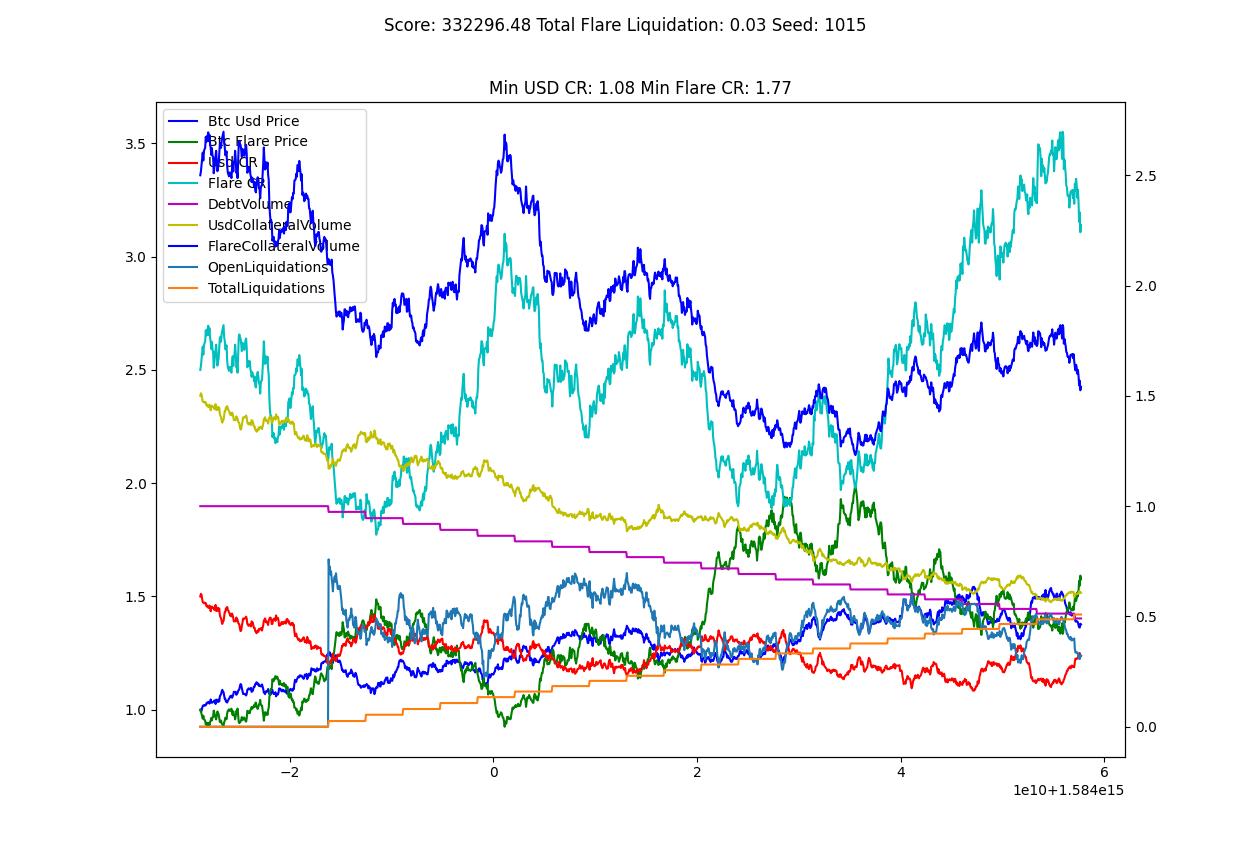 Score: 332296.48 Total Flare Liquidation: 0.03 Seed: 1015
Min USD CR: 1.08 Min Flare CR: 1.77
Btc Usd Price
Btc Flare Price
Usd CR
Flare CR
DebtVolume
UsdCollateralVolume
FlareCollateralVolume
OpenLiquidations
TotalLiquidations
3.5
3.0
2.5
2.0
1.5
1.0
2.5
2.0
1.5
1.0
0.5
0.0
−2
0
2
4
6
1e10+1.584e15